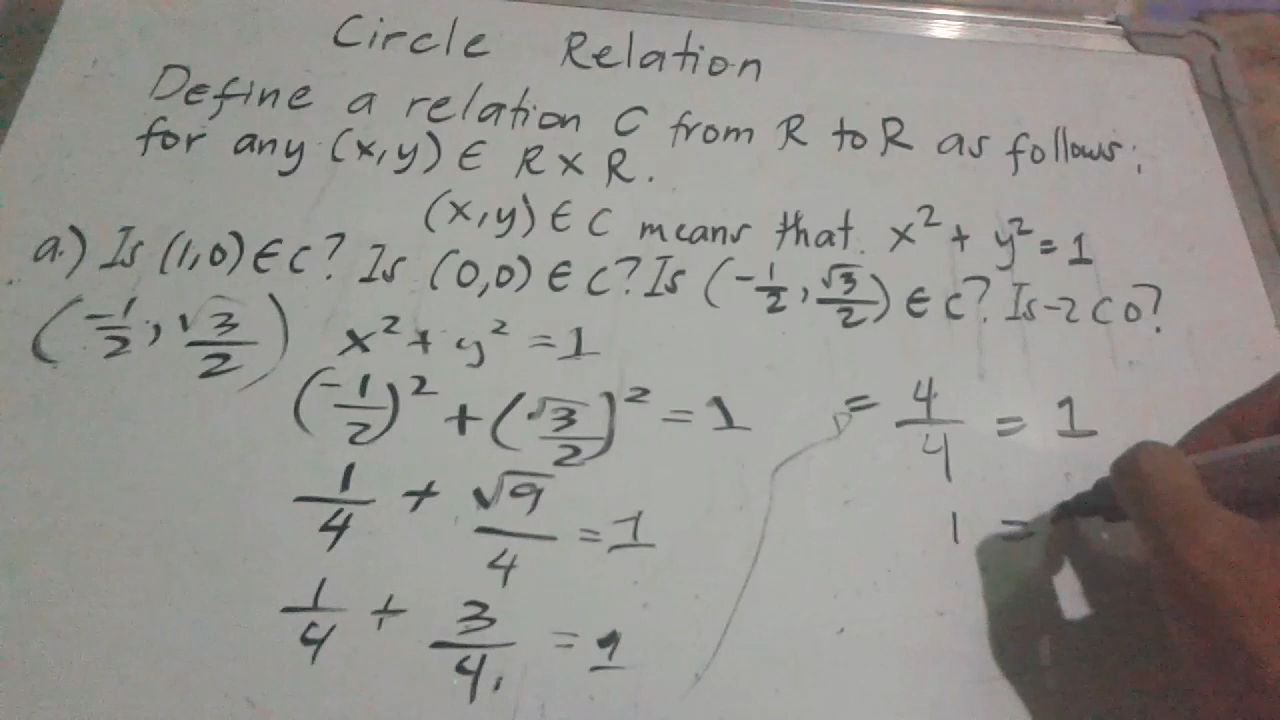 Circle Relation
Define a relation C from R to R as follows:
for any (x,y) ∈ R × R.
(x,y) ∈ C means that x² + y² = 1
a.) Is (1,0) ∈ C? Is (0,0) ∈ C? Is (-1/2, √3/2) ∈ C? Is -2 C 0?
(-1/2, √3/2) x² + y² = 1
(-1/2)² + (√3/2)² = 1
1/4 + √9/4 = 1
1/4 + 3/4 = 1
= 4/4 = 1
1 =